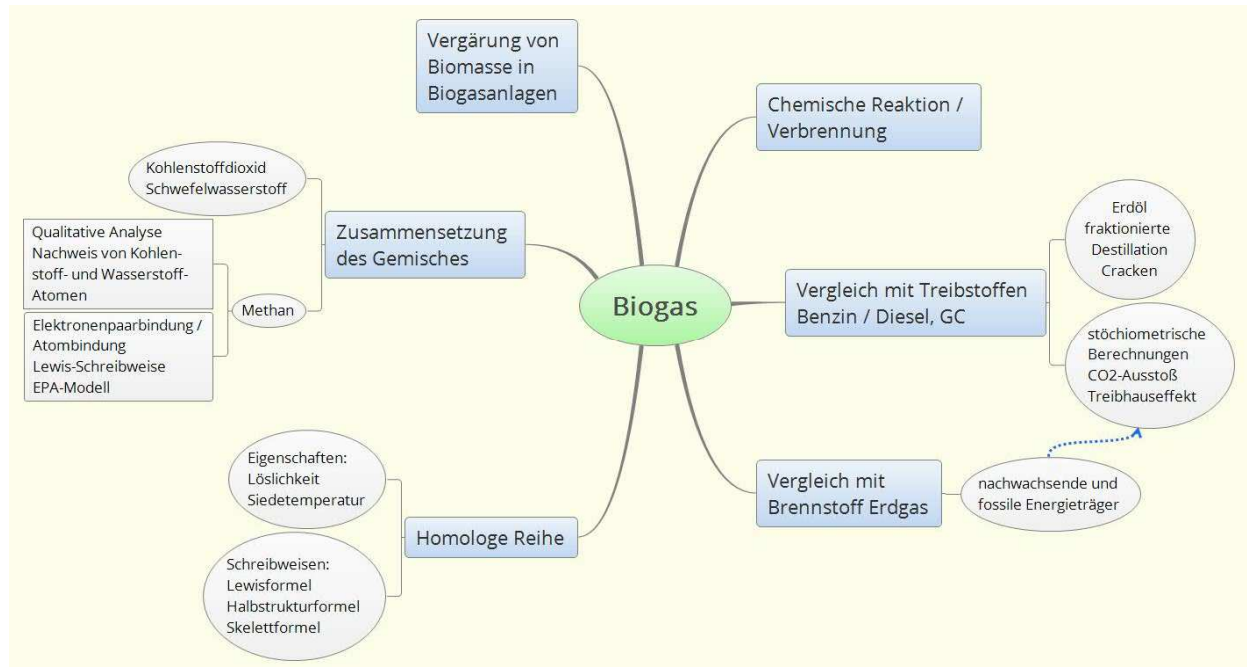 Vergärung von
Biomasse in
Biogasanlagen
Chemische Reaktion /
Verbrennung
Kohlenstoffdioxid
Schwefelwasserstoff
Zusammensetzung
des Gemisches
Qualitative Analyse
Nachweis von Kohlen-
stoff- und Wasserstoff-
Atomen
Methan
Elektronenpaarbindung /
Atombindung
Lewis-Schreibweise
EPA-Modell
Biogas
Vergleich mit Treibstoffen
Benzin / Diesel, GC
Erdöl
fraktionierte
Destillation
Cracken
stöchiometrische
Berechnungen
CO2-Ausstoß
Treibhauseffekt
Vergleich mit
Brennstoff Erdgas
nachwachsende und
fossile Energieträger
Homologe Reihe
Eigenschaften:
Löslichkeit
Siedetemperatur
Schreibweisen:
Lewisformel
Halbstrukturformel
Skelettformel